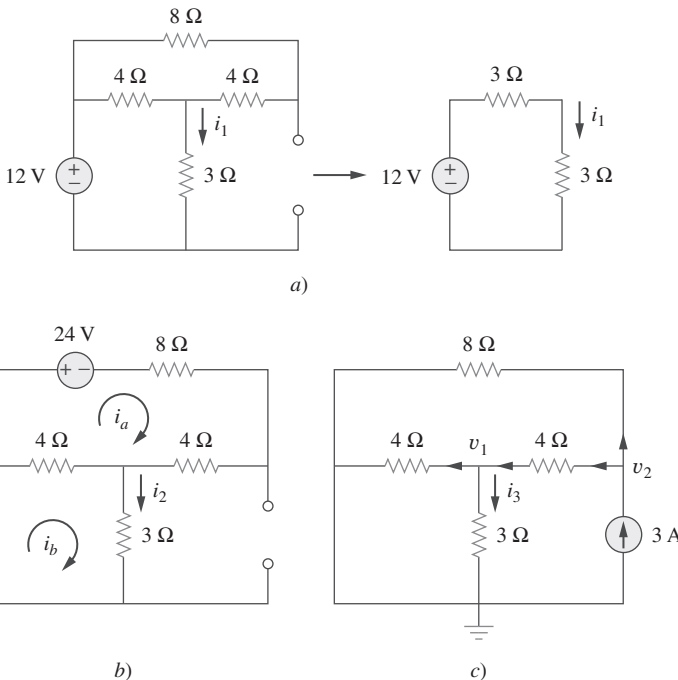 8 Ω
4 Ω 4 Ω 3 Ω
i₁ i₁
12 V + − 3 Ω 12 V + − 3 Ω
a)
24 V
+ − 8 Ω 8 Ω
iₐ
4 Ω 4 Ω 4 Ω v₁ 4 Ω
v₂
i₂ i₃
i_b 3 Ω 3 Ω 3 A
b) c)